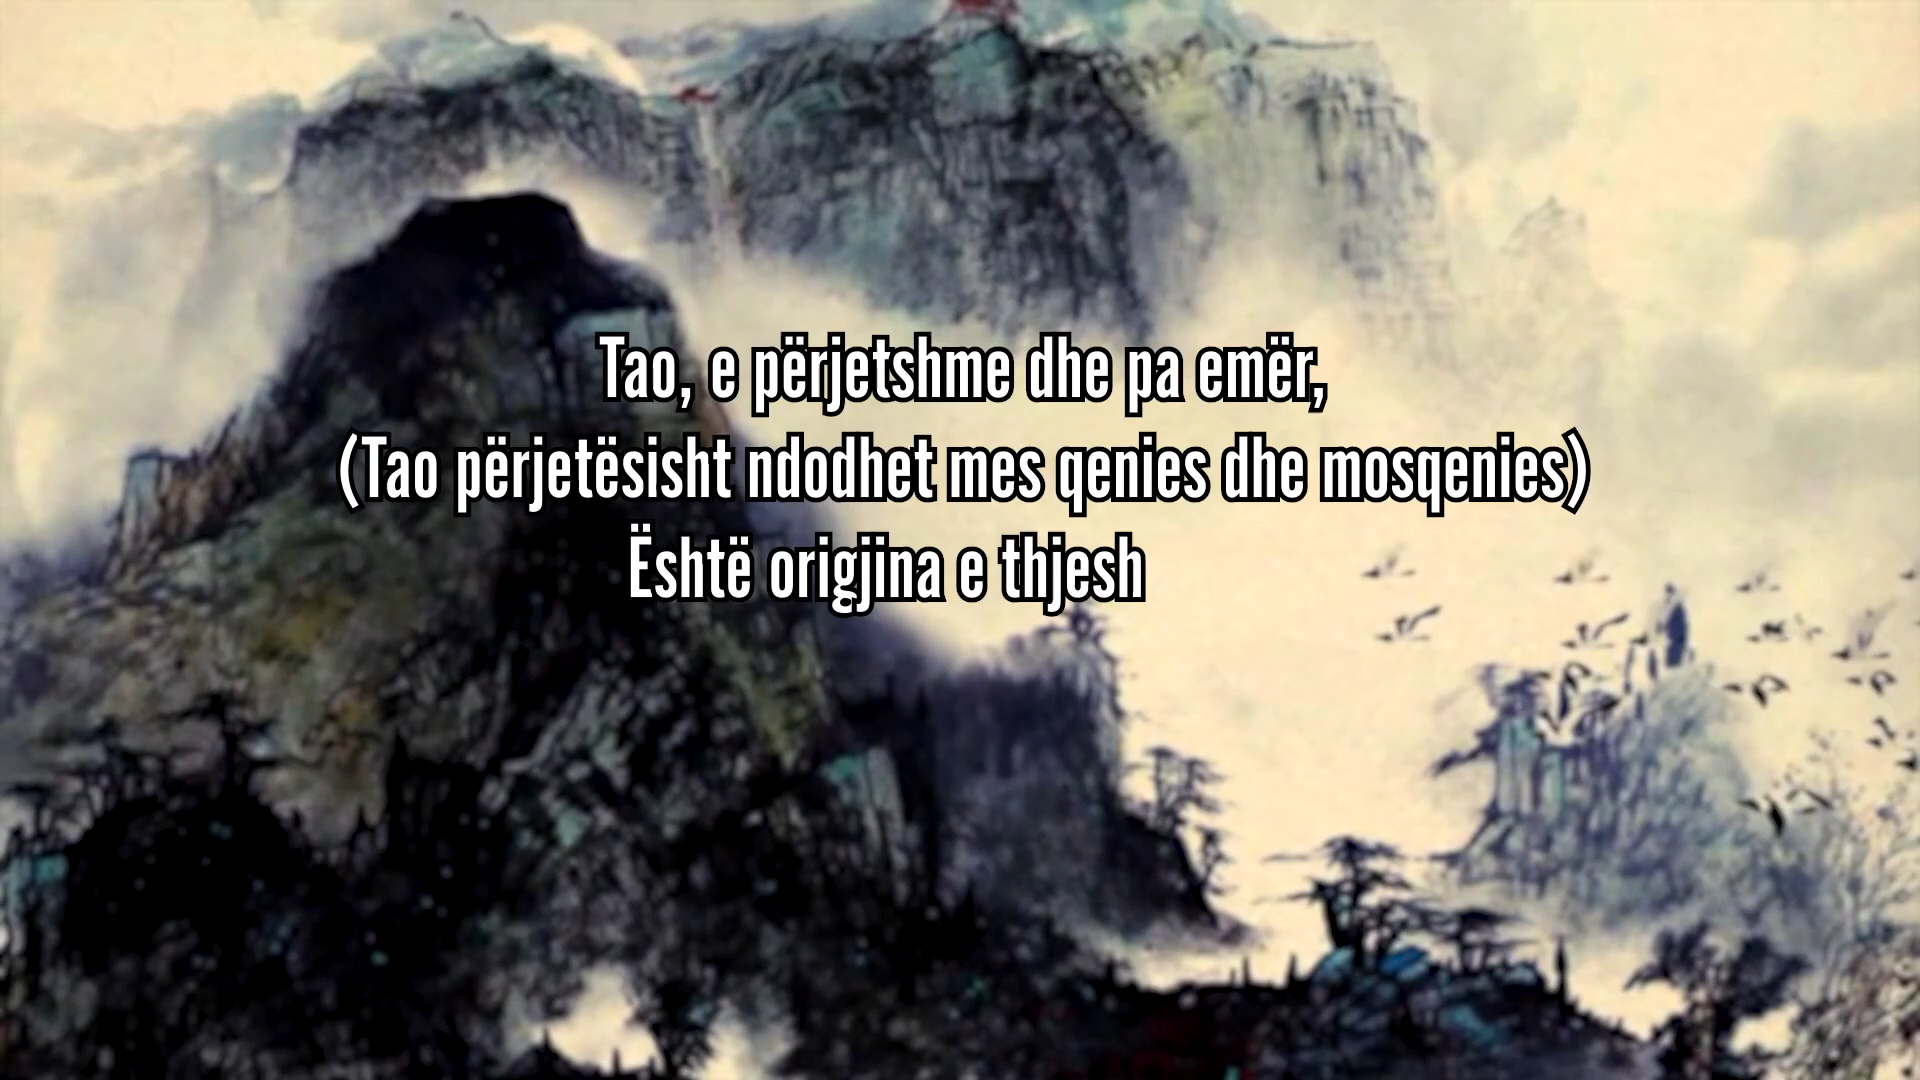 Tao, e përjetshme dhe pa emër,
(Tao përjetësisht ndodhet mes qenies dhe mosqenies)
Është origjina e thjesh